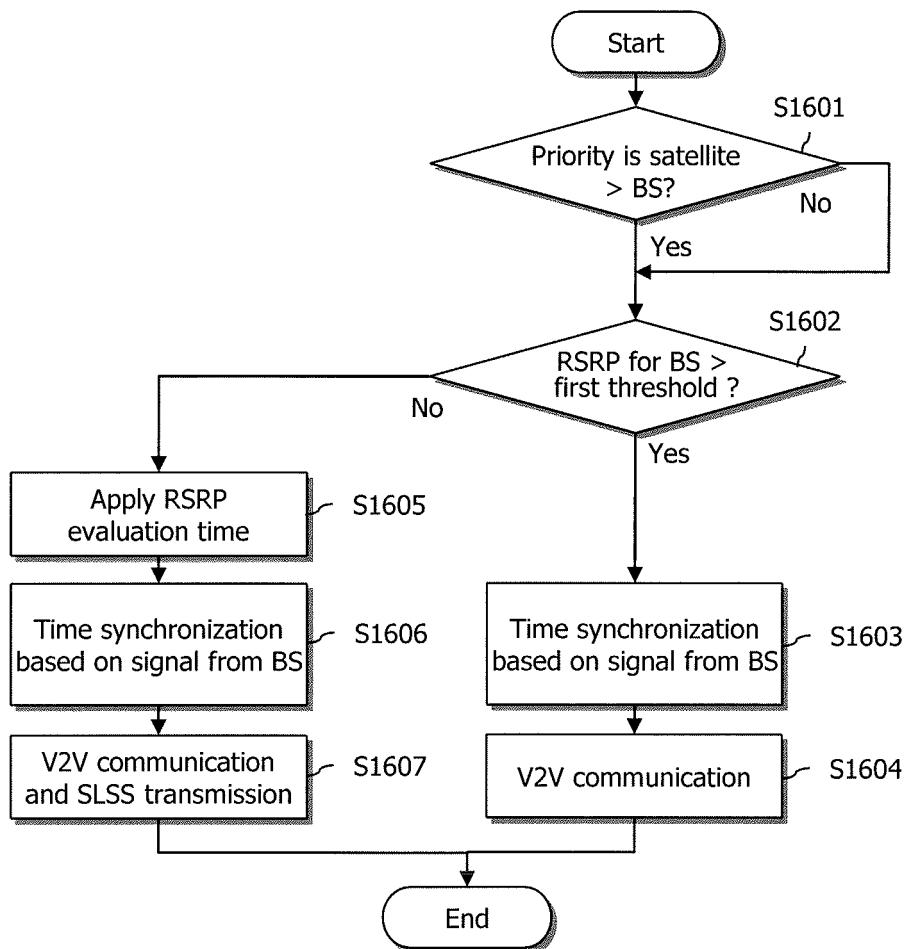 Start
S1601
Priority is satellite
> BS?
No
Yes
S1602
RSRP for BS >
first threshold ?
No
Yes
Apply RSRP
evaluation time
S1605
Time synchronization
based on signal from BS
S1606
Time synchronization
based on signal from BS
S1603
V2V communication
and SLSS transmission
S1607
V2V communication
S1604
End